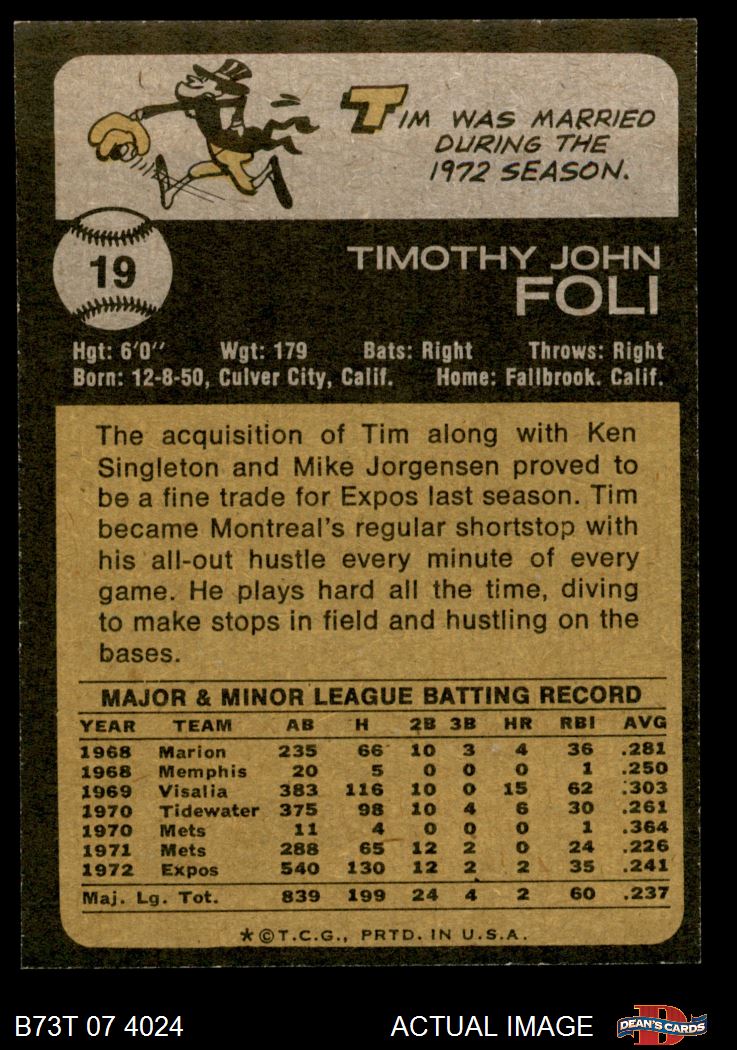 TIM WAS MARRIED
DURING THE
1972 SEASON.
19
TIMOTHY JOHN
FOLI
Hgt: 6'0" Wgt: 179 Bats: Right Throws: Right
Born: 12-8-50, Culver City, Calif. Home: Fallbrook. Calif.
The acquisition of Tim along with Ken
Singleton and Mike Jorgensen proved to
be a fine trade for Expos last season. Tim
became Montreal's regular shortstop with
his all-out hustle every minute of every
game. He plays hard all the time, diving
to make stops in field and hustling on the
bases.
MAJOR & MINOR LEAGUE BATTING RECORD
YEAR TEAM AB H 2B 3B HR RBI AVG
1968 Marion 235 66 10 3 4 36 .281
1968 Memphis 20 5 0 0 0 1 .250
1969 Visalia 383 116 10 0 15 62 .303
1970 Tidewater 375 98 10 4 6 30 .261
1970 Mets 11 4 0 0 0 1 .364
1971 Mets 288 65 12 2 0 24 .226
1972 Expos 540 130 12 2 2 35 .241
Maj. Lg. Tot. 839 199 24 4 2 60 .237
*©T.C.G., PRTD. IN U.S.A.
B73T 07 4024 ACTUAL IMAGE D DEAN'S CARDS